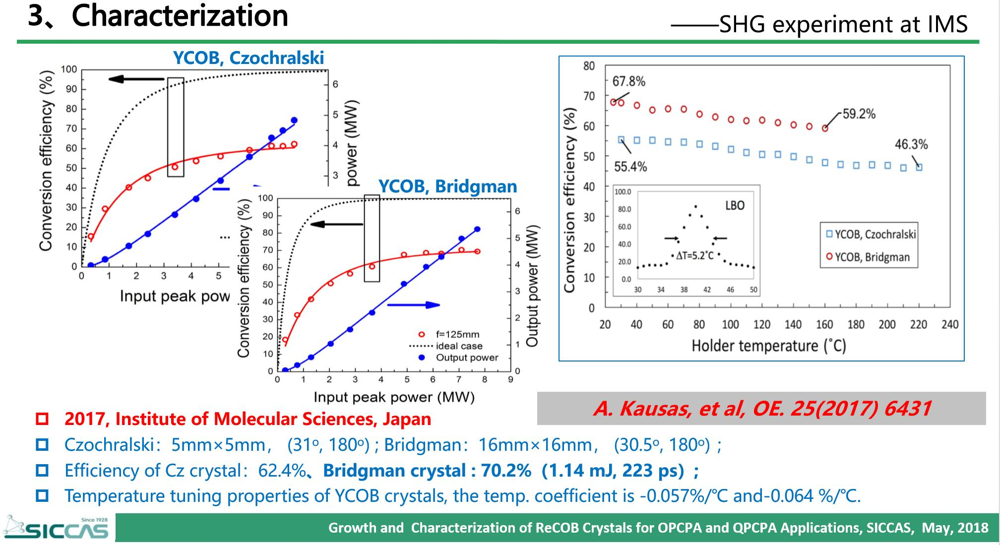 3、Characterization
——SHG experiment at IMS
YCOB, Czochralski
Conversion efficiency (%)
100
90
80
70
60
50
40
30
20
10
0
6
5
4
3
power (MW)
0 1 2 3 4 5
Input peak pow
YCOB, Bridgman
Conversion efficiency (%)
100
90
80
70
60
50
40
30
20
10
0
6
5
4
3
2
1
0
Output power (MW)
f=125mm
ideal case
Output power
0 1 2 3 4 5 6 7 8 9
Input peak power (MW)
Conversion efficiency (%)
80
70
60
50
40
30
20
10
0
67.8%
59.2%
55.4%
46.3%
100.0
80.0
60.0
40.0
20.0
0.0
LBO
ΔT=5.2˚C
30 34 38 42 46 50
YCOB, Czochralski
YCOB, Bridgman
20 40 60 80 100 120 140 160 180 200 220 240
Holder temperature (˚C)
A. Kausas, et al, OE. 25(2017) 6431
2017, Institute of Molecular Sciences, Japan
Czochralski：5mm×5mm， (31º, 180º) ; Bridgman：16mm×16mm， (30.5º, 180º) ;
Efficiency of Cz crystal：62.4%、Bridgman crystal : 70.2% (1.14 mJ, 223 ps) ;
Temperature tuning properties of YCOB crystals, the temp. coefficient is -0.057%/℃ and-0.064 %/℃.
Since 1928
SICCAS
Growth and Characterization of ReCOB Crystals for OPCPA and QPCPA Applications, SICCAS, May, 2018